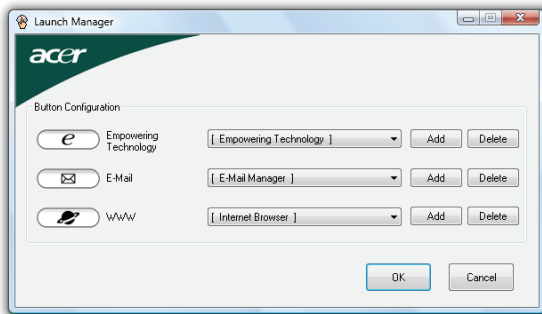 Launch Manager
acer
Button Configuration
e Empowering Technology [ Empowering Technology ] Add Delete
E-Mail [ E-Mail Manager ] Add Delete
WWW [ Internet Browser ] Add Delete
OK Cancel